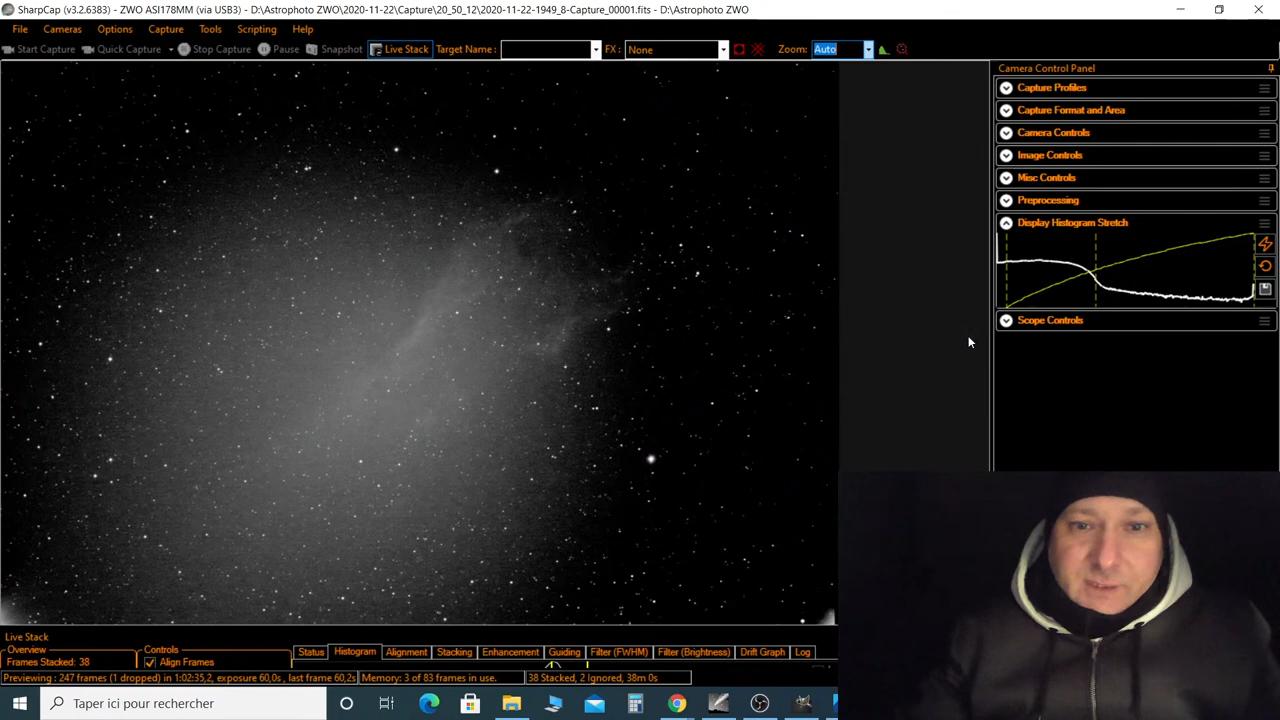 SharpCap (v3.2.6383) - ZWO ASI178MM (via USB3) - D:\Astrophoto ZWO\2020-11-22\Capture\20_50_12\2020-11-22-1949_8-Capture_00001.fits - D:\Astrophoto ZWO
File Cameras Options Capture Tools Scripting Help
Start Capture Quick Capture Stop Capture Pause Snapshot Live Stack Target Name : FX : None Zoom: Auto
Camera Control Panel
Capture Profiles
Capture Format and Area
Camera Controls
Image Controls
Misc Controls
Preprocessing
Display Histogram Stretch
Scope Controls
Live Stack
Overview Controls Status Histogram Alignment Stacking Enhancement Guiding Filter (FWHM) Filter (Brightness) Drift Graph Log
Frames Stacked: 38 Align Frames
Previewing : 247 frames (1 dropped) in 1:02:35,2, exposure 60,0s , last frame 60,2s Memory: 3 of 83 frames in use. 38 Stacked, 2 Ignored, 38m 0s
Taper ici pour rechercher